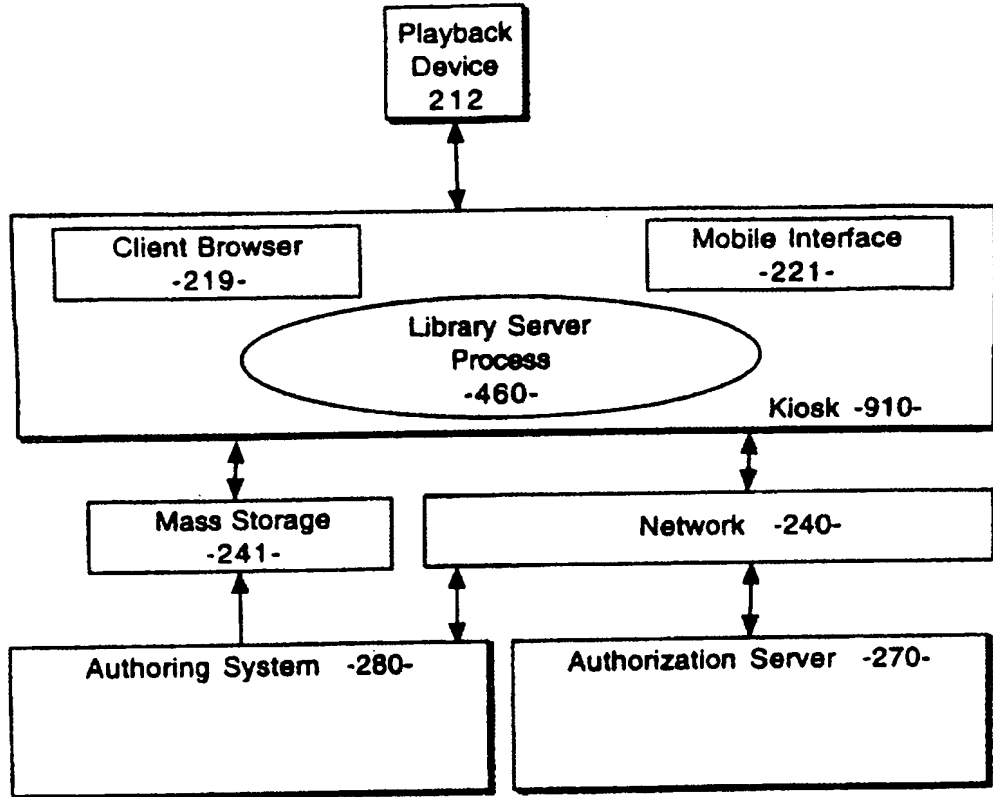 Playback
Device
212
Client Browser
-219-
Mobile Interface
-221-
Library Server
Process
-460-
Kiosk -910-
Mass Storage
-241-
Network -240-
Authoring System -280-
Authorization Server -270-